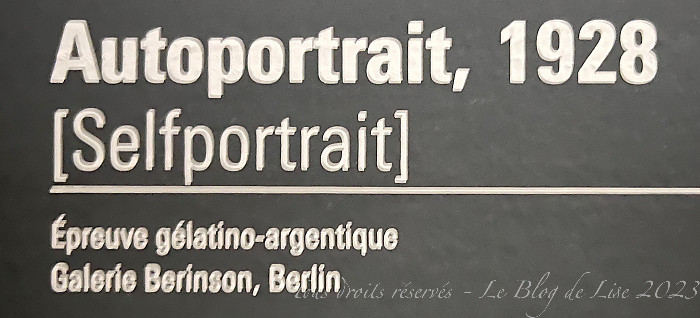 Autoportrait, 1928
[Selfportrait]
Épreuve gélatino-argentique
Galerie Berinson, Berlin
Tous droits réservés - Le Blog de Lise 2023